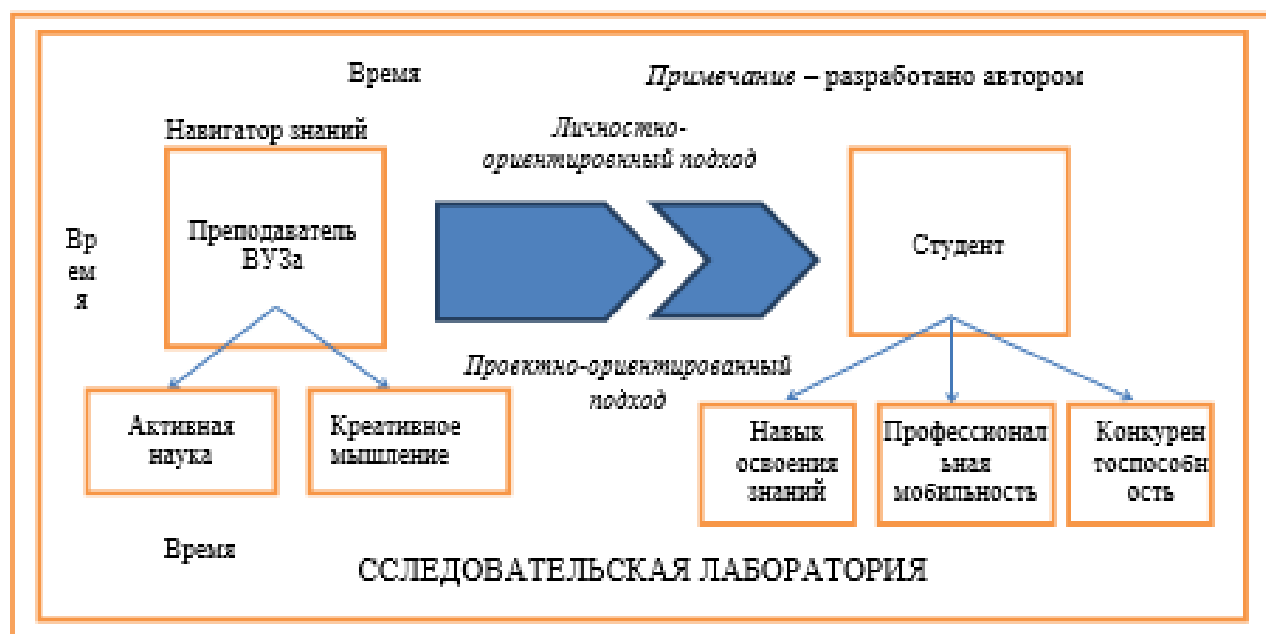 Время
Примечание – разработано автором
Навигатор знаний
Личностно-
ориентировнный подход
Вр
ем
я
Преподаватель
ВУЗа
Студент
Проектно-ориентированный
подход
Активная
наука
Креативное
мышление
Навык
освоения
знаний
Профессионал
ьная
мобильность
Конкурен
тоспособн
ость
Время
ССЛЕДОВАТЕЛЬСКАЯ ЛАБОРАТОРИЯ